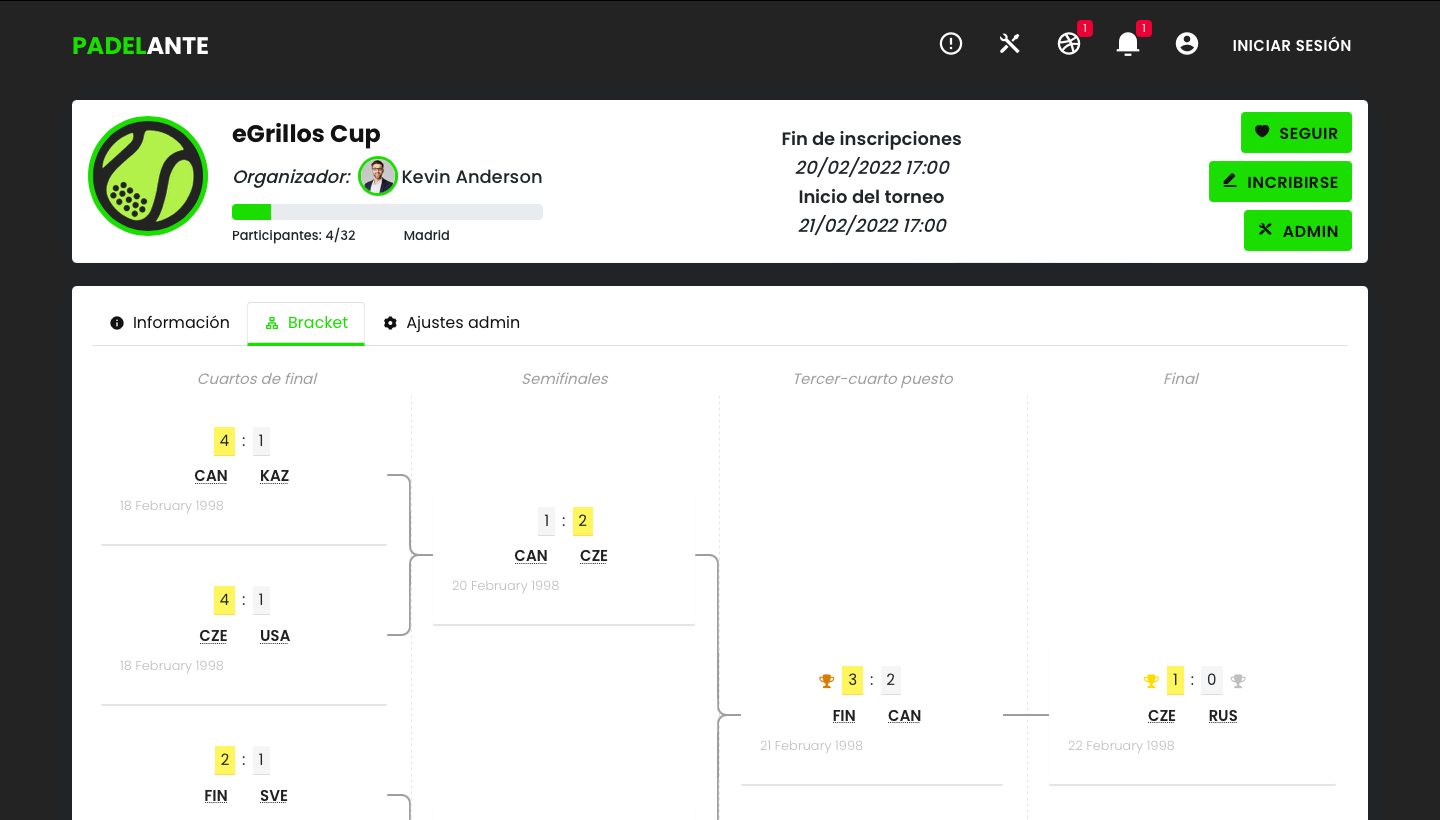 PADELANTE
1
1
INICIAR SESIÓN
eGrillos Cup
Organizador: Kevin Anderson
Participantes: 4/32 Madrid
Fin de inscripciones
20/02/2022 17:00
Inicio del torneo
21/02/2022 17:00
SEGUIR
INCRIBIRSE
ADMIN
Información Bracket Ajustes admin
Cuartos de final Semifinales Tercer-cuarto puesto Final
4 : 1
CAN KAZ
18 February 1998
1 : 2
CAN CZE
20 February 1998
4 : 1
CZE USA
18 February 1998
3 : 2
FIN CAN
21 February 1998
1 : 0
CZE RUS
22 February 1998
2 : 1
FIN SVE